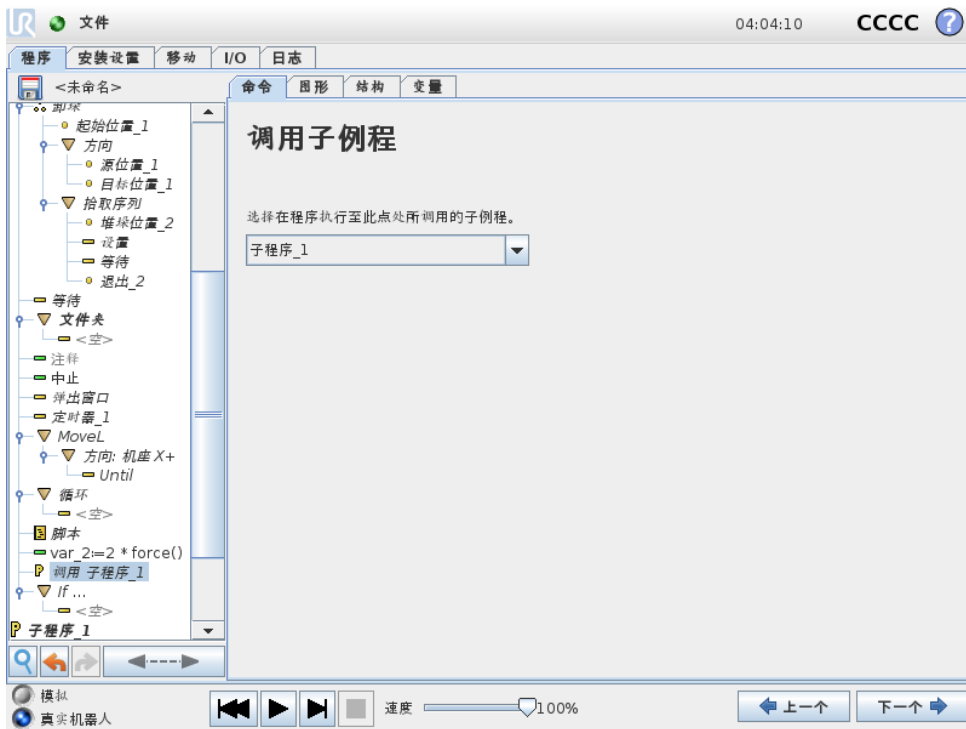 UR 文件 04:04:10 CCCC ?
程序 安装设置 移动 I/O 日志
<未命名>
命令 图形 结构 变量
卸垛
起始位置_1
方向
源位置_1
目标位置_1
拾取序列
堆垛位置_2
设置
等待
退出_2
等待
文件夹
<空>
注释
中止
弹出窗口
定时器_1
MoveL
方向: 机座 X+
Until
循环
<空>
脚本
var_2:=2 * force()
调用 子程序_1
If ...
<空>
P 子程序_1
调用子例程
选择在程序执行至此点处所调用的子例程。
子程序_1
模拟
真实机器人
速度 100%
上一个 下一个